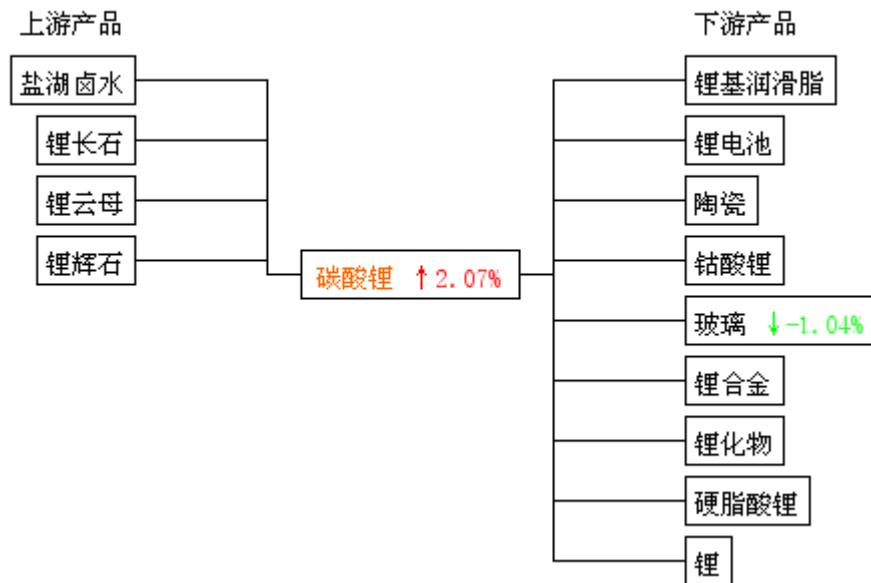 上游产品
盐湖卤水
锂长石
锂云母
锂辉石
碳酸锂 ↑2.07%
下游产品
锂基润滑脂
锂电池
陶瓷
钴酸锂
玻璃 ↓-1.04%
锂合金
锂化物
硬脂酸锂
锂